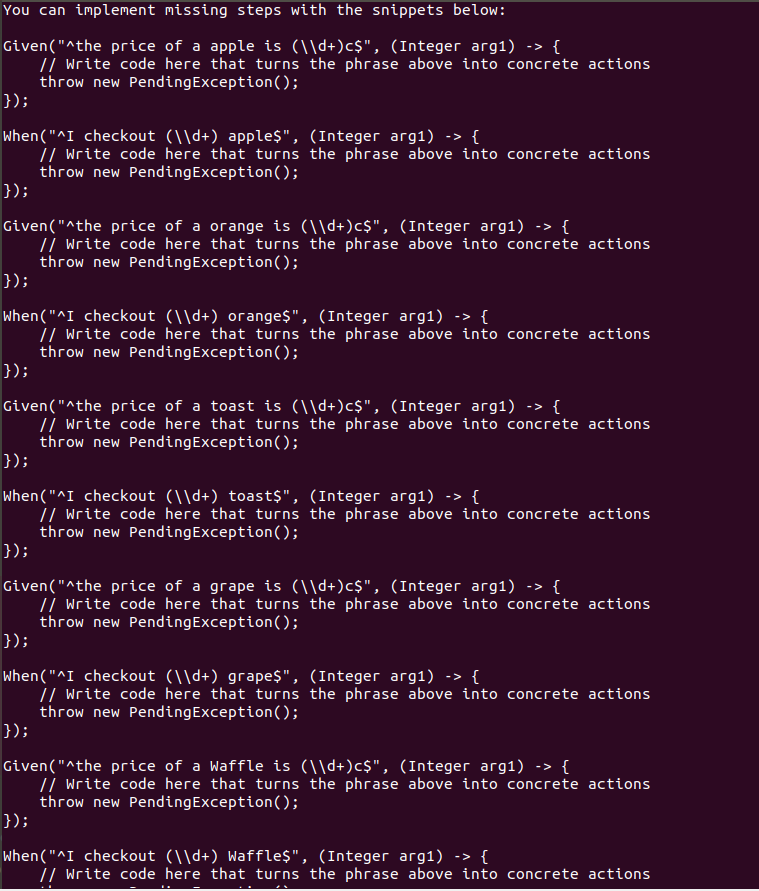 You can implement missing steps with the snippets below:

Given("^the price of a apple is (\\d+)c$", (Integer arg1) -> {
    // Write code here that turns the phrase above into concrete actions
    throw new PendingException();
});

When("^I checkout (\\d+) apple$", (Integer arg1) -> {
    // Write code here that turns the phrase above into concrete actions
    throw new PendingException();
});

Given("^the price of a orange is (\\d+)c$", (Integer arg1) -> {
    // Write code here that turns the phrase above into concrete actions
    throw new PendingException();
});

When("^I checkout (\\d+) orange$", (Integer arg1) -> {
    // Write code here that turns the phrase above into concrete actions
    throw new PendingException();
});

Given("^the price of a toast is (\\d+)c$", (Integer arg1) -> {
    // Write code here that turns the phrase above into concrete actions
    throw new PendingException();
});

When("^I checkout (\\d+) toast$", (Integer arg1) -> {
    // Write code here that turns the phrase above into concrete actions
    throw new PendingException();
});

Given("^the price of a grape is (\\d+)c$", (Integer arg1) -> {
    // Write code here that turns the phrase above into concrete actions
    throw new PendingException();
});

When("^I checkout (\\d+) grape$", (Integer arg1) -> {
    // Write code here that turns the phrase above into concrete actions
    throw new PendingException();
});

Given("^the price of a Waffle is (\\d+)c$", (Integer arg1) -> {
    // Write code here that turns the phrase above into concrete actions
    throw new PendingException();
});

When("^I checkout (\\d+) Waffle$", (Integer arg1) -> {
    // Write code here that turns the phrase above into concrete actions